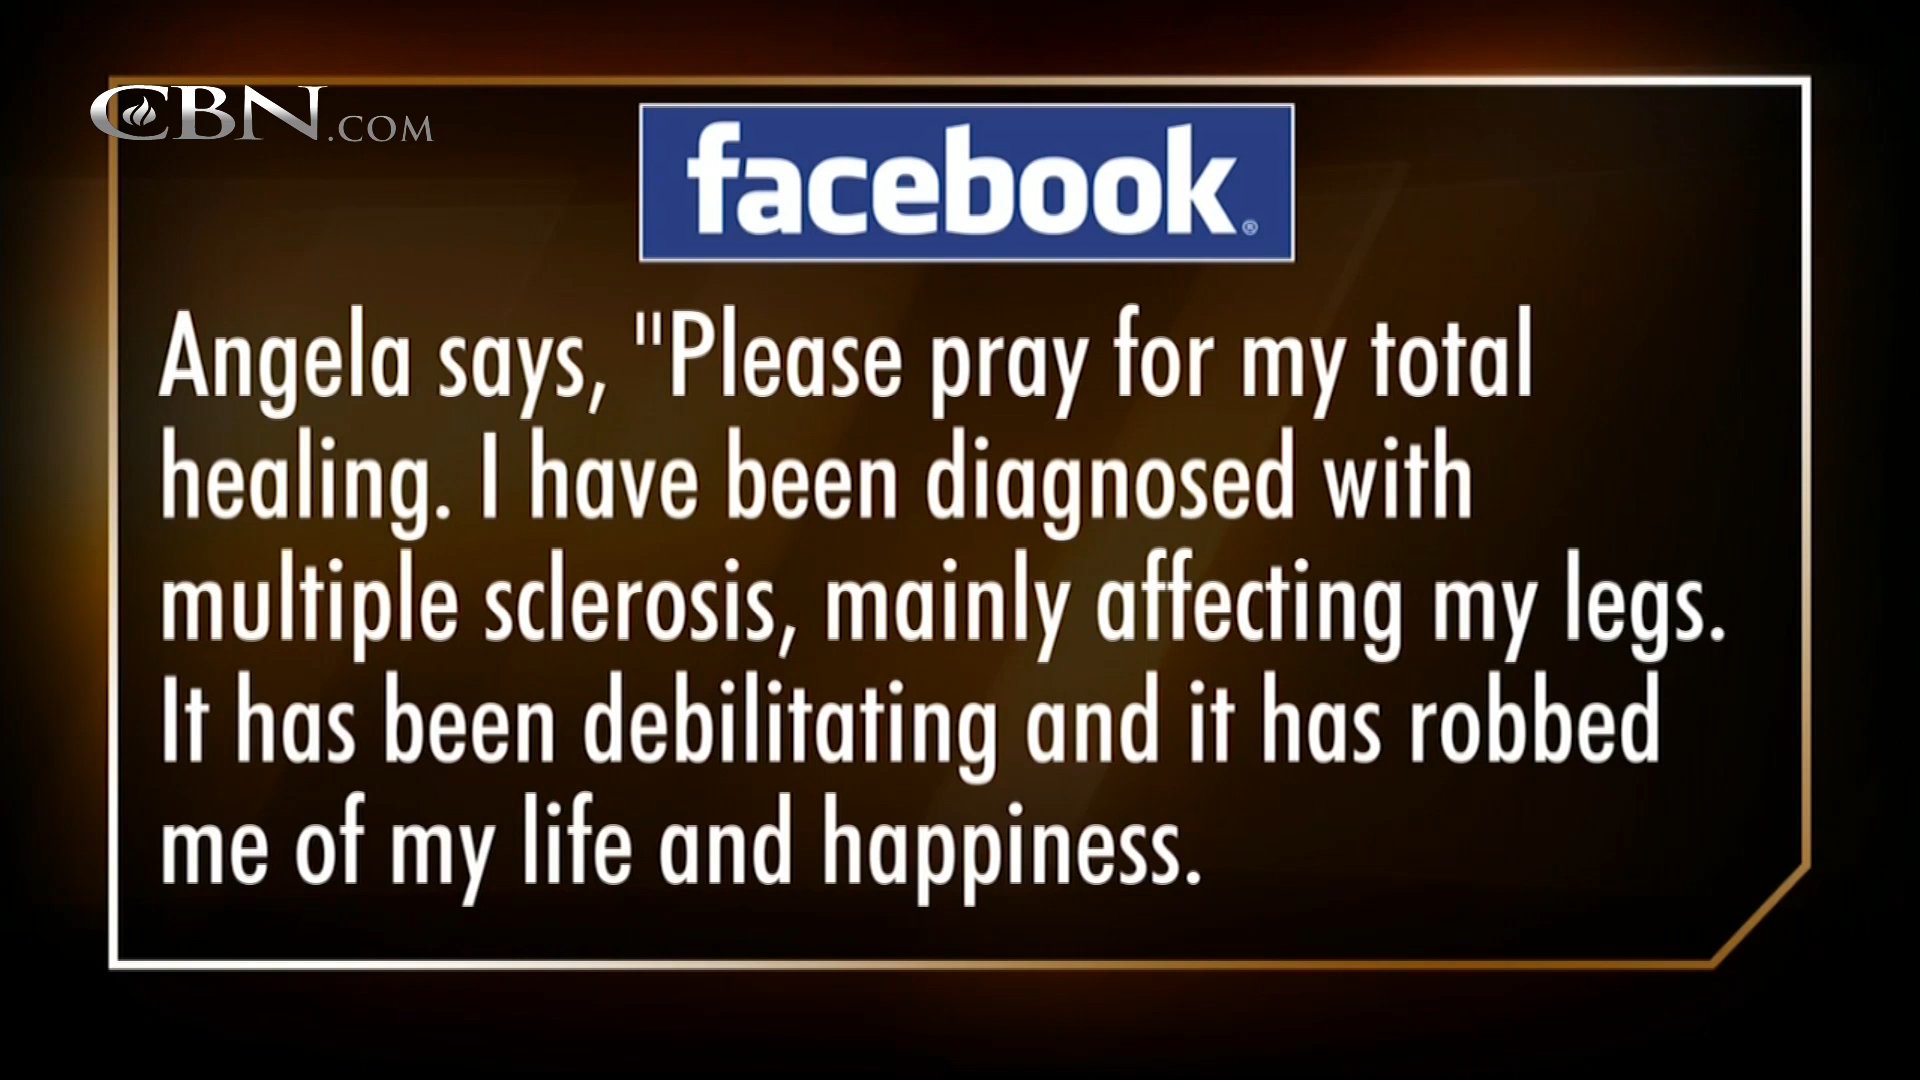 CBN.COM
facebook®
Angela says, "Please pray for my total
healing. I have been diagnosed with
multiple sclerosis, mainly affecting my legs.
It has been debilitating and it has robbed
me of my life and happiness.